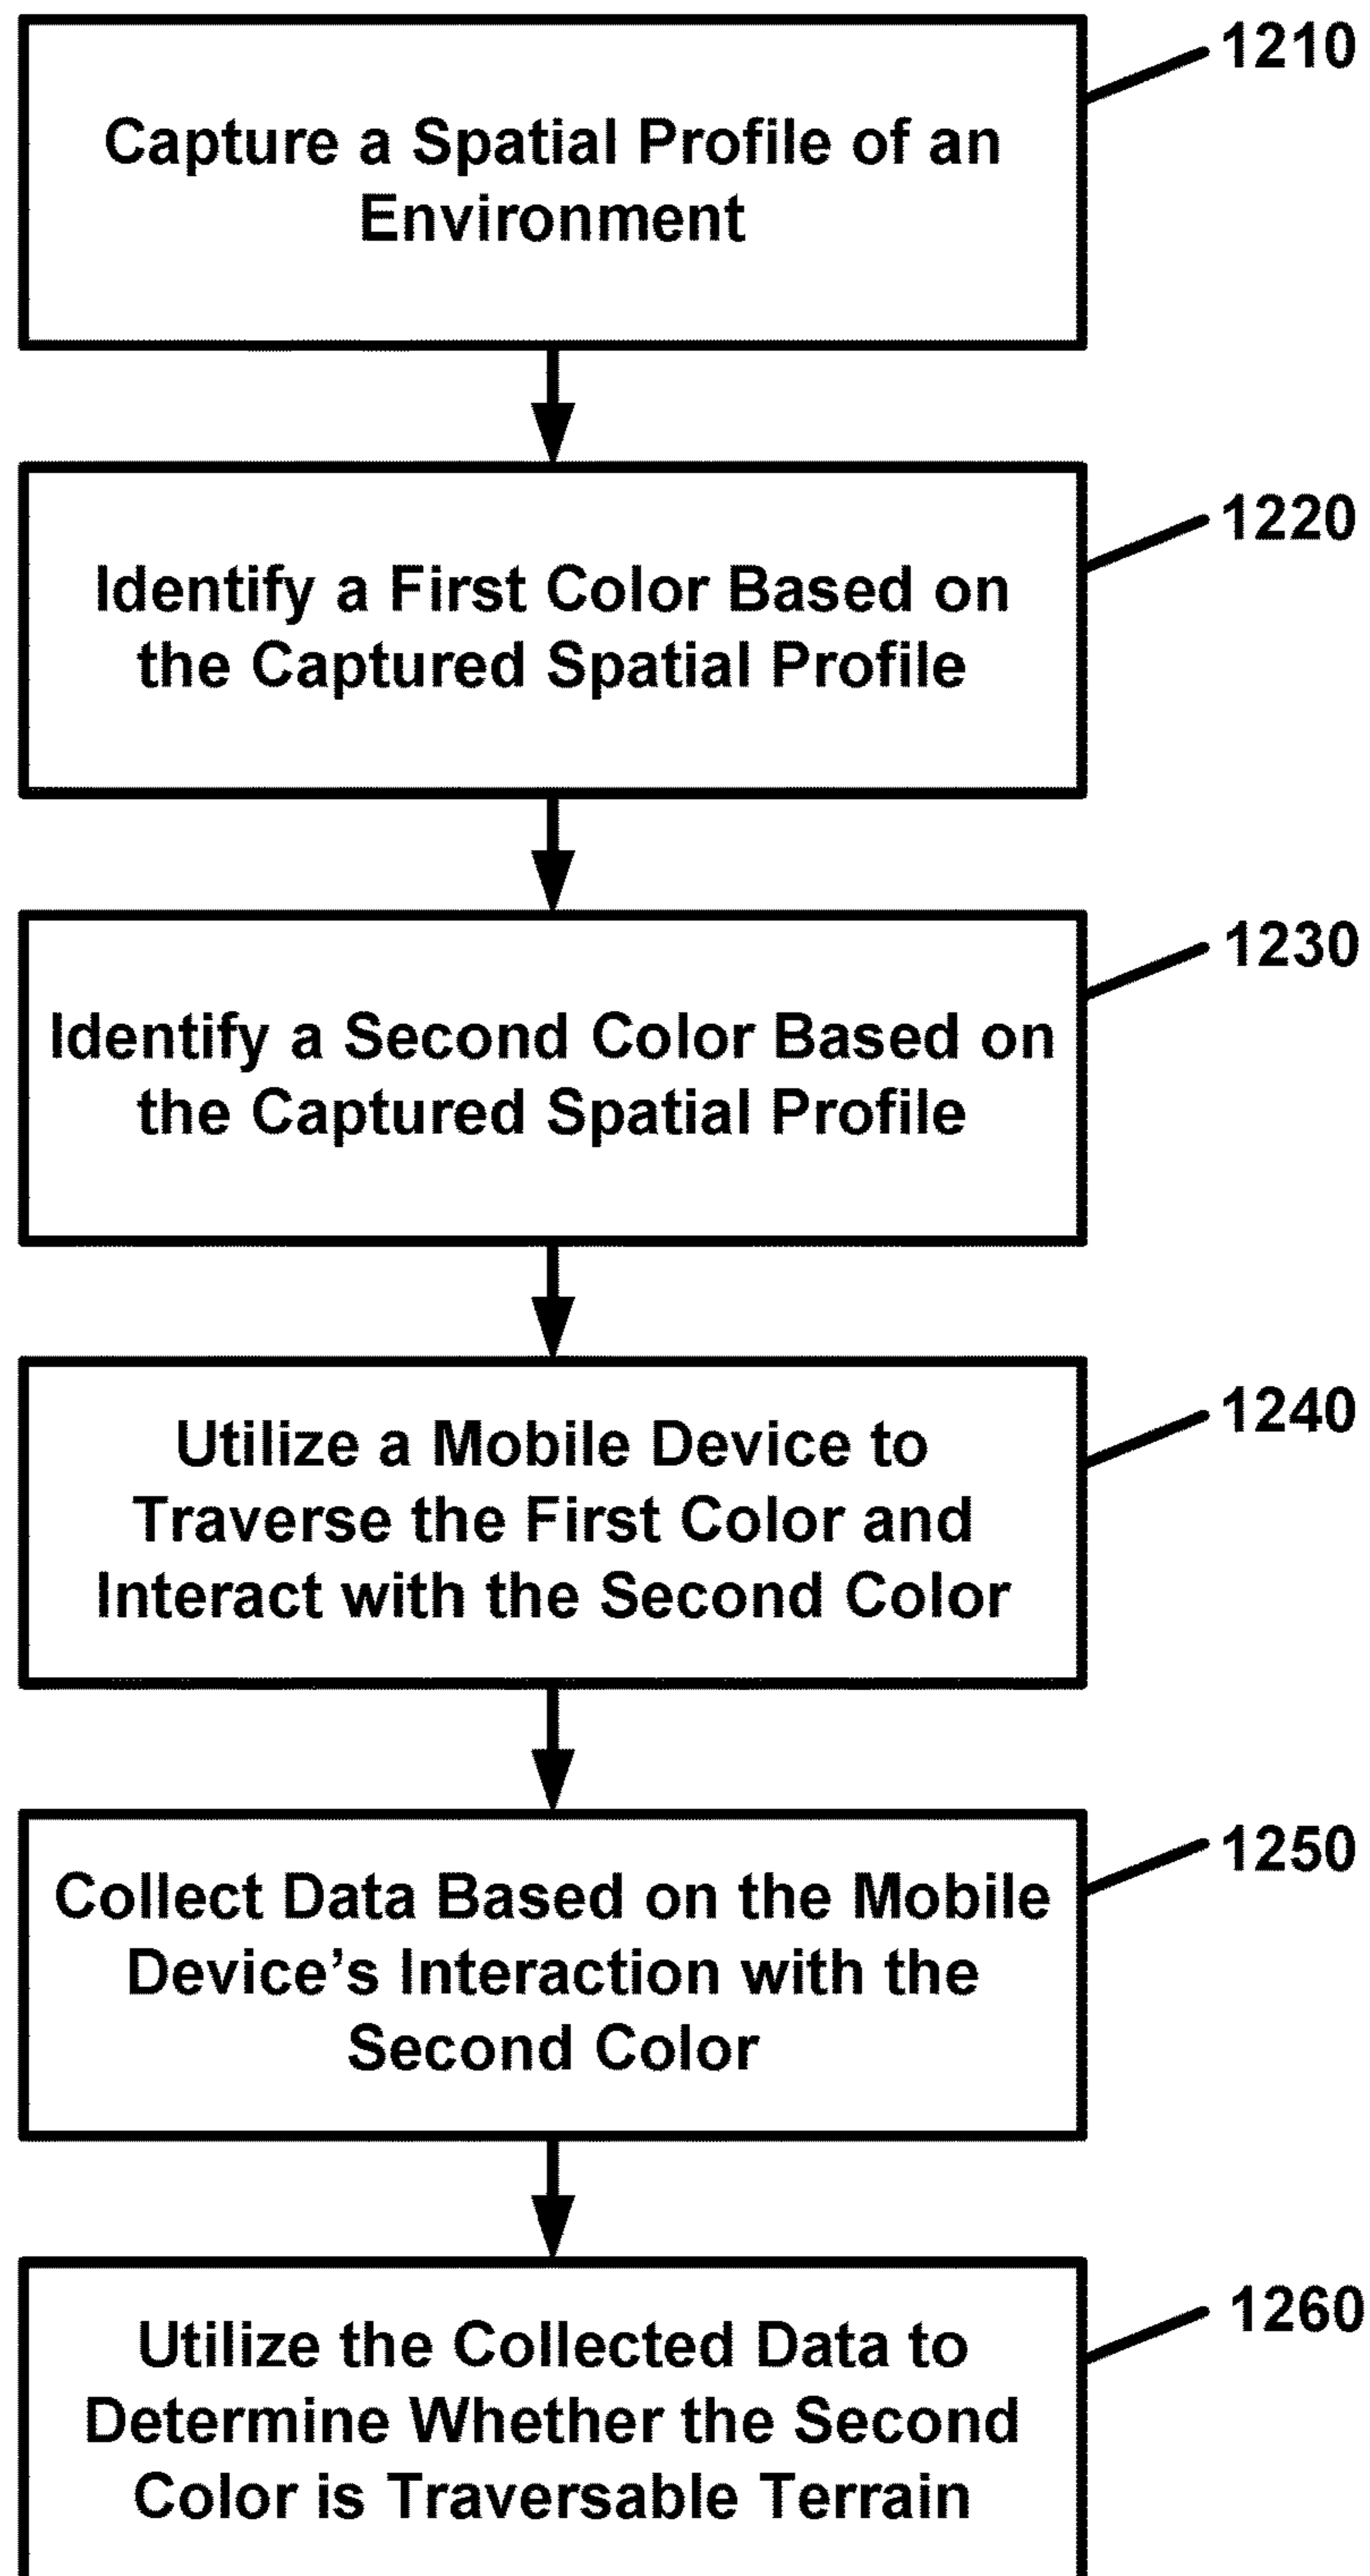 1210
Capture a Spatial Profile of an
Environment
1220
Identify a First Color Based on
the Captured Spatial Profile
1230
Identify a Second Color Based on
the Captured Spatial Profile
1240
Utilize a Mobile Device to
Traverse the First Color and
Interact with the Second Color
1250
Collect Data Based on the Mobile
Device’s Interaction with the
Second Color
1260
Utilize the Collected Data to
Determine Whether the Second
Color is Traversable Terrain